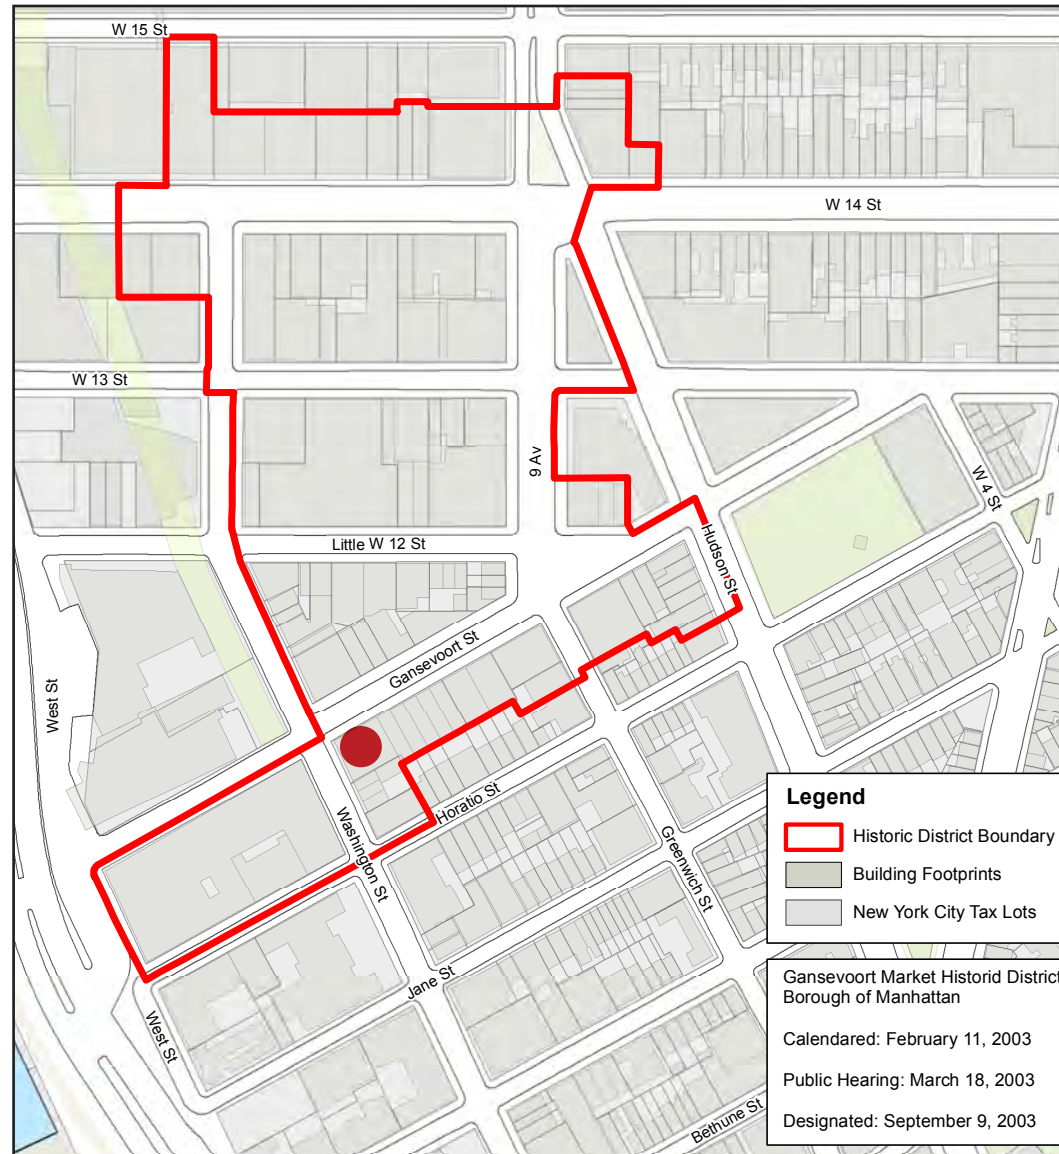 W 15 St
W 14 St
W 13 St
9 Av
W 4 St
Little W 12 St
Hudson St
Gansevoort St
West St
Horatio St
Washington St
Greenwich St
Jane St
West St
Bethune St
Legend
Historic District Boundary
Building Footprints
New York City Tax Lots
Gansevoort Market Historid District
Borough of Manhattan
Calendared: February 11, 2003
Public Hearing: March 18, 2003
Designated: September 9, 2003